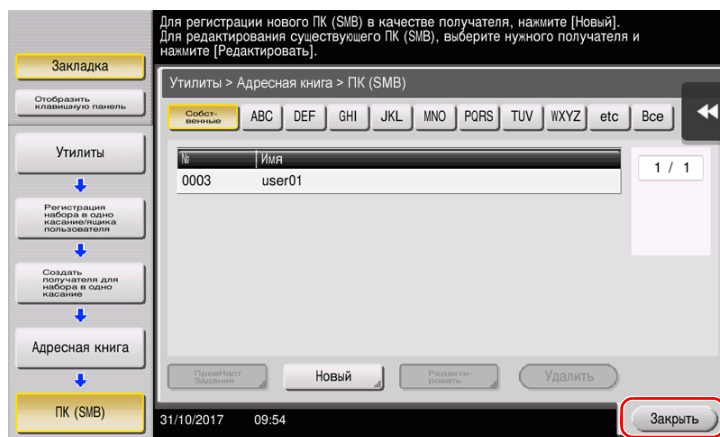 Для регистрации нового ПК (SMB) в качестве получателя, нажмите [Новый].
Для редактирования существующего ПК (SMB), выберите нужного получателя и
нажмите [Редактировать].
Закладка
Отобразить
клавишную панель
Утилиты
Регистрация
набора в одно
касание/ящика
пользователя
Создать
получателя для
набора в одно
касание
Адресная книга
ПК (SMB)
Утилиты > Адресная книга > ПК (SMB)
Собст-
венные
ABC
DEF
GHI
JKL
MNO
PQRS
TUV
WXYZ
etc
Все
№ Имя
0003 user01
1 / 1
ПровНаст
Задания
Новый
Редакти-
ровать
Удалить
31/10/2017 09:54
Закрыть